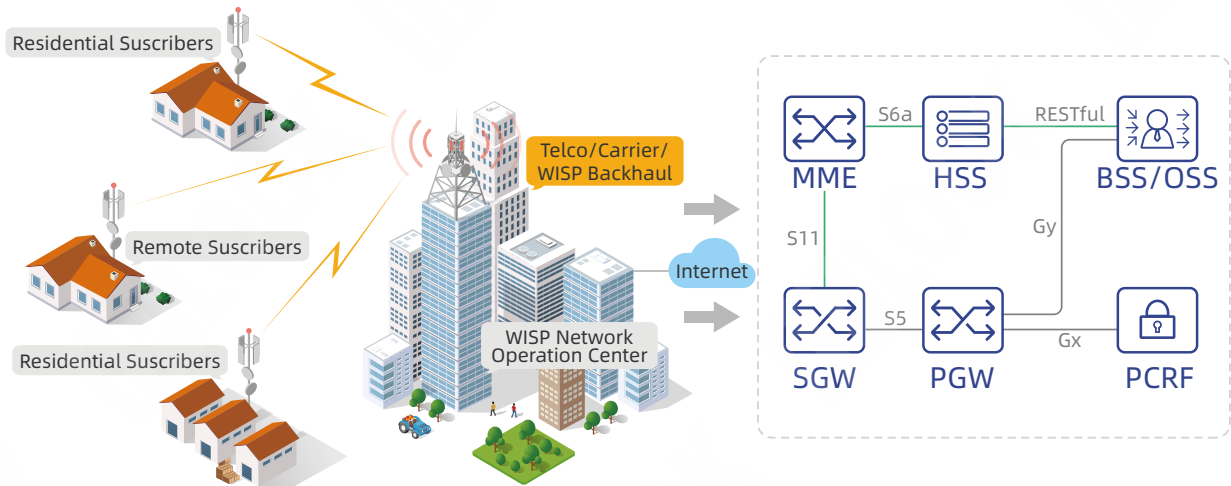 Residential Suscribers
Remote Suscribers
Residential Suscribers
Telco/Carrier/
WISP Backhaul
Internet
WISP Network
Operation Center
S6a
RESTful
MME
HSS
BSS/OSS
S11
Gy
S5
Gx
SGW
PGW
PCRF